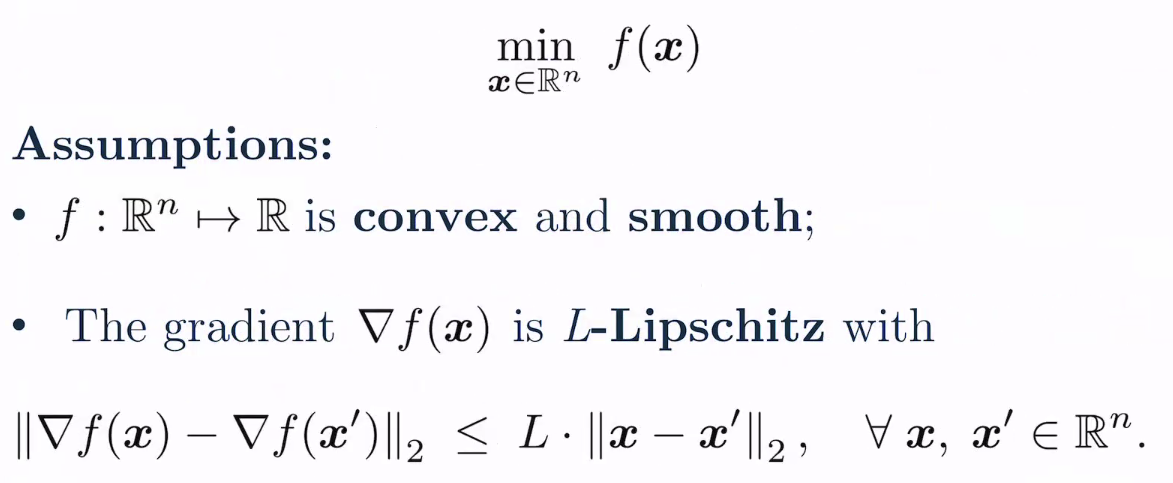 min f(x)
x∈ℝⁿ
Assumptions:
• f : ℝⁿ ↦ ℝ is convex and smooth;
• The gradient ∇f(x) is L-Lipschitz with
‖∇f(x) − ∇f(x′)‖₂ ≤ L · ‖x − x′‖₂ , ∀ x, x′ ∈ ℝⁿ.